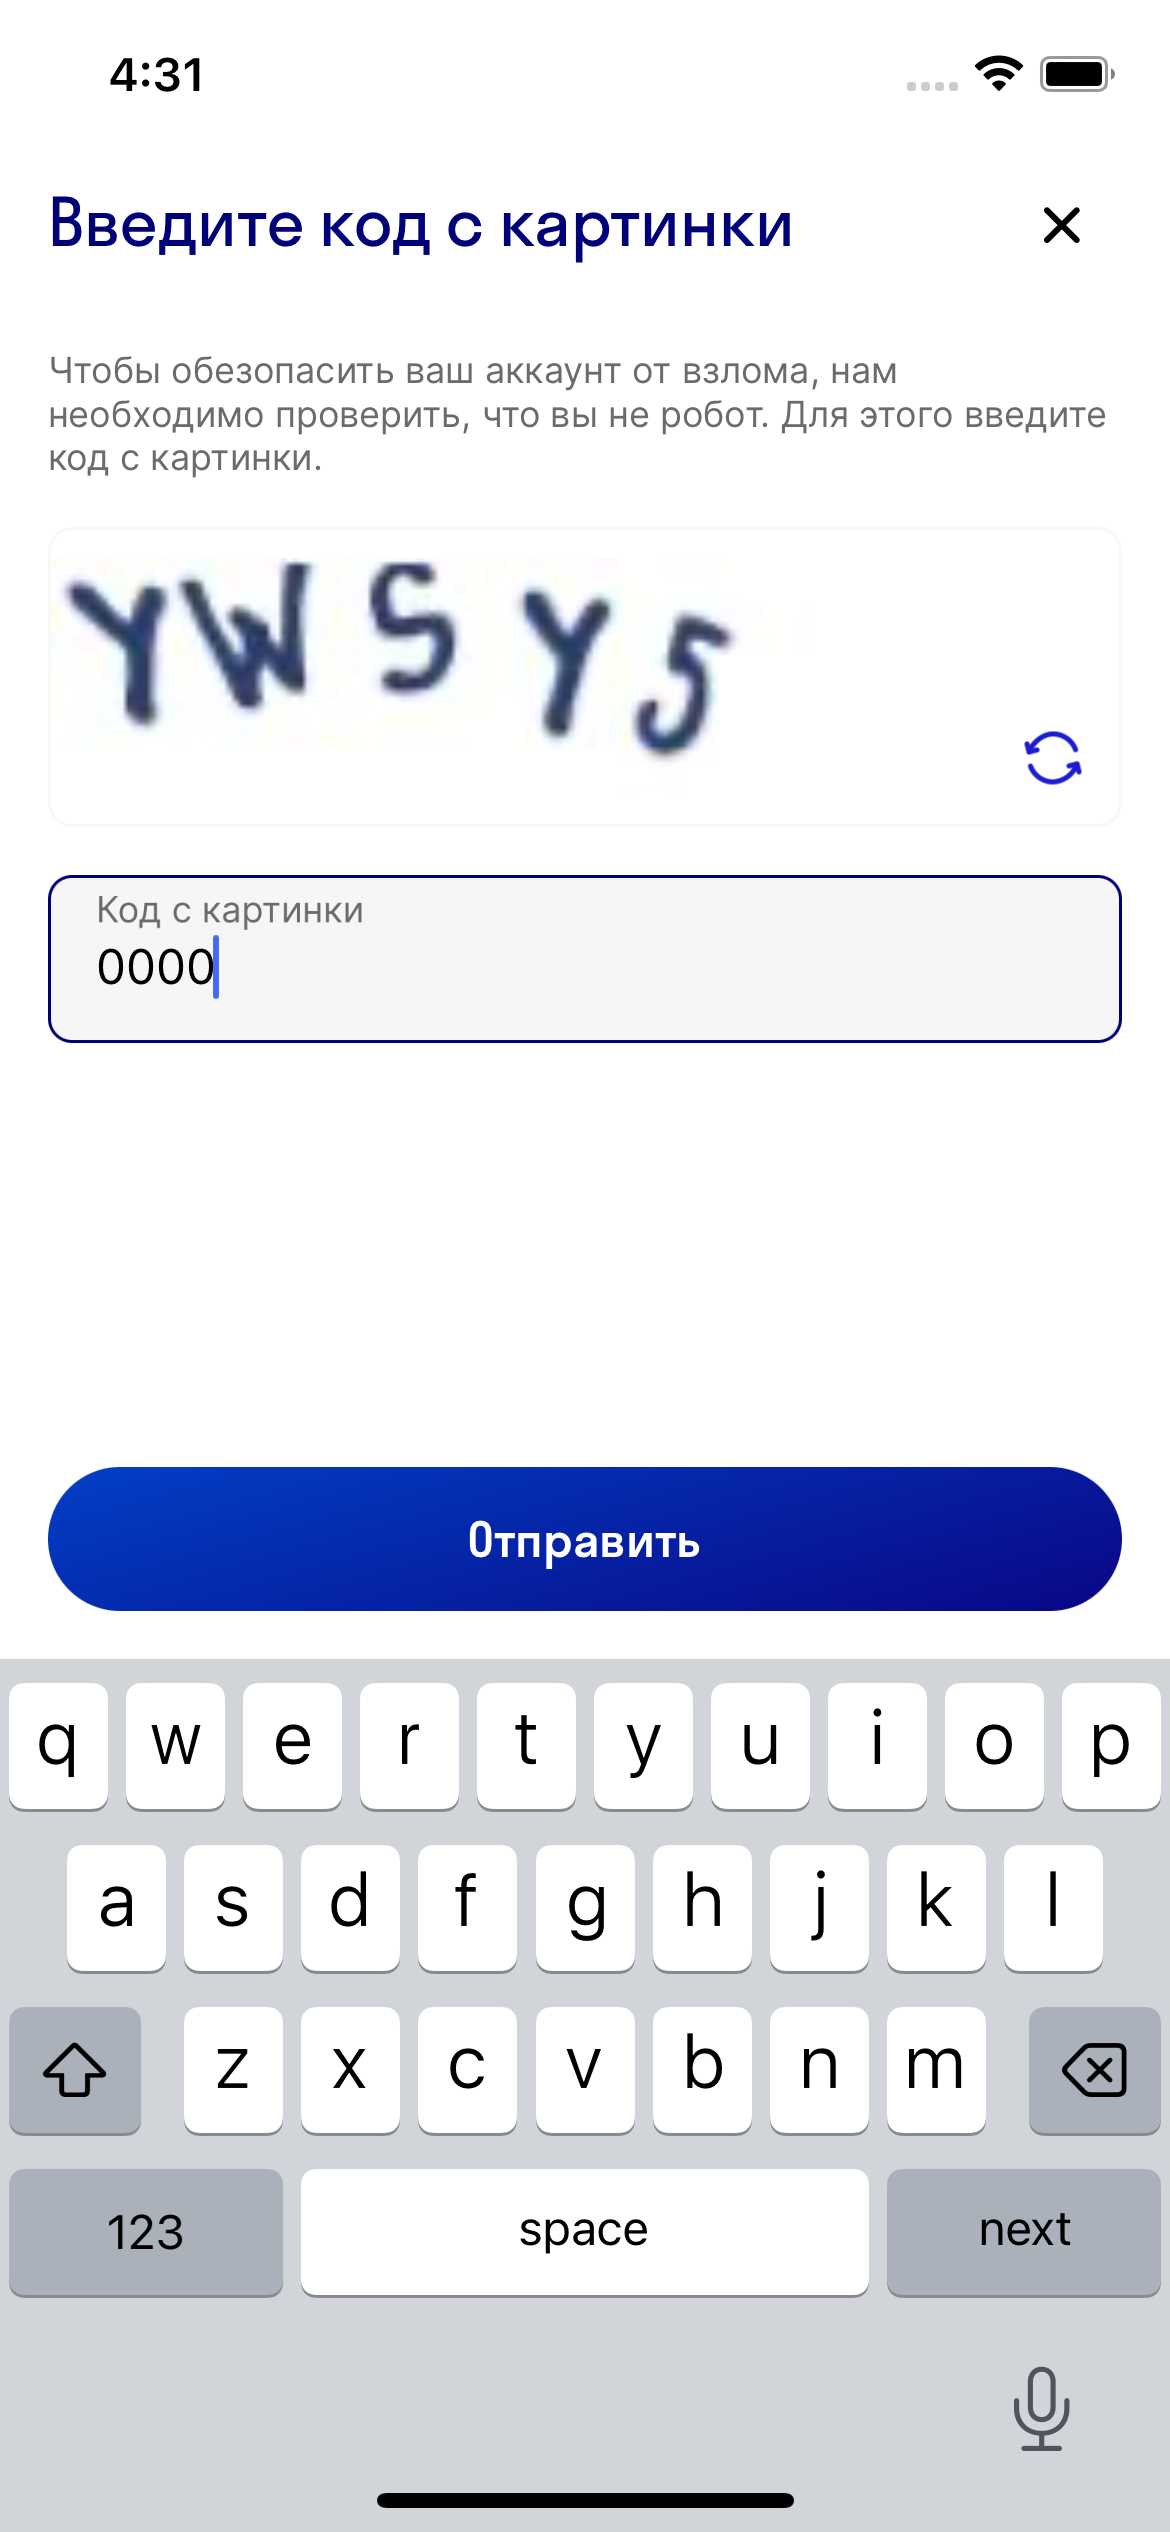 4:31
Введите код с картинки
Чтобы обезопасить ваш аккаунт от взлома, нам
необходимо проверить, что вы не робот. Для этого введите
код с картинки.
Код с картинки
0000
Отправить
q w e r t y u i o p
a s d f g h j k l
z x c v b n m
123 space next